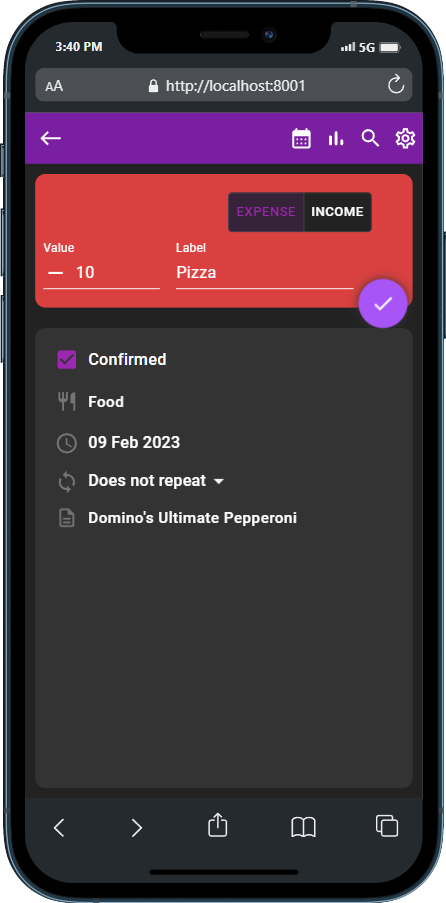 3:40 PM
5G
AA
http://localhost:8001
EXPENSE INCOME
Value Label
10 Pizza
Confirmed
Food
09 Feb 2023
Does not repeat
Domino's Ultimate Pepperoni